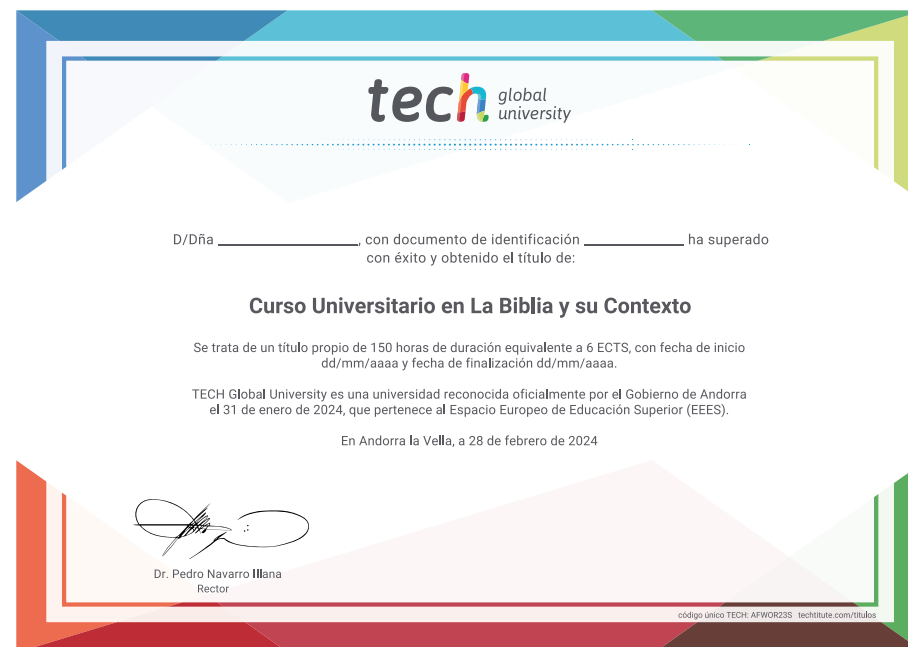 tech global
university
D/Dña ____________________, con documento de identificación ______________ ha superado
con éxito y obtenido el título de:
Curso Universitario en La Biblia y su Contexto
Se trata de un título propio de 150 horas de duración equivalente a 6 ECTS, con fecha de inicio
dd/mm/aaaa y fecha de finalización dd/mm/aaaa.
TECH Global University es una universidad reconocida oficialmente por el Gobierno de Andorra
el 31 de enero de 2024, que pertenece al Espacio Europeo de Educación Superior (EEES).
En Andorra la Vella, a 28 de febrero de 2024
Dr. Pedro Navarro Illana
Rector
código único TECH: AFWOR23S techtitute.com/titulos